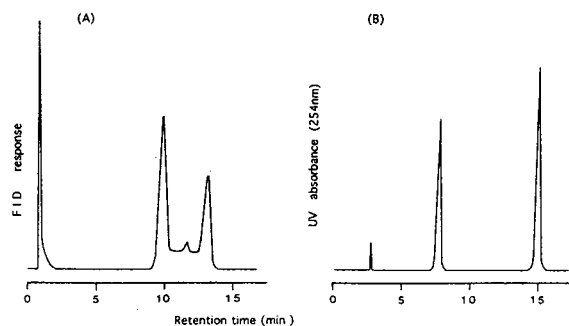 (A)
(B)
FID response
UV absorbance (254nm)
0 5 10 15
0 5 10 15
Retention time (min)